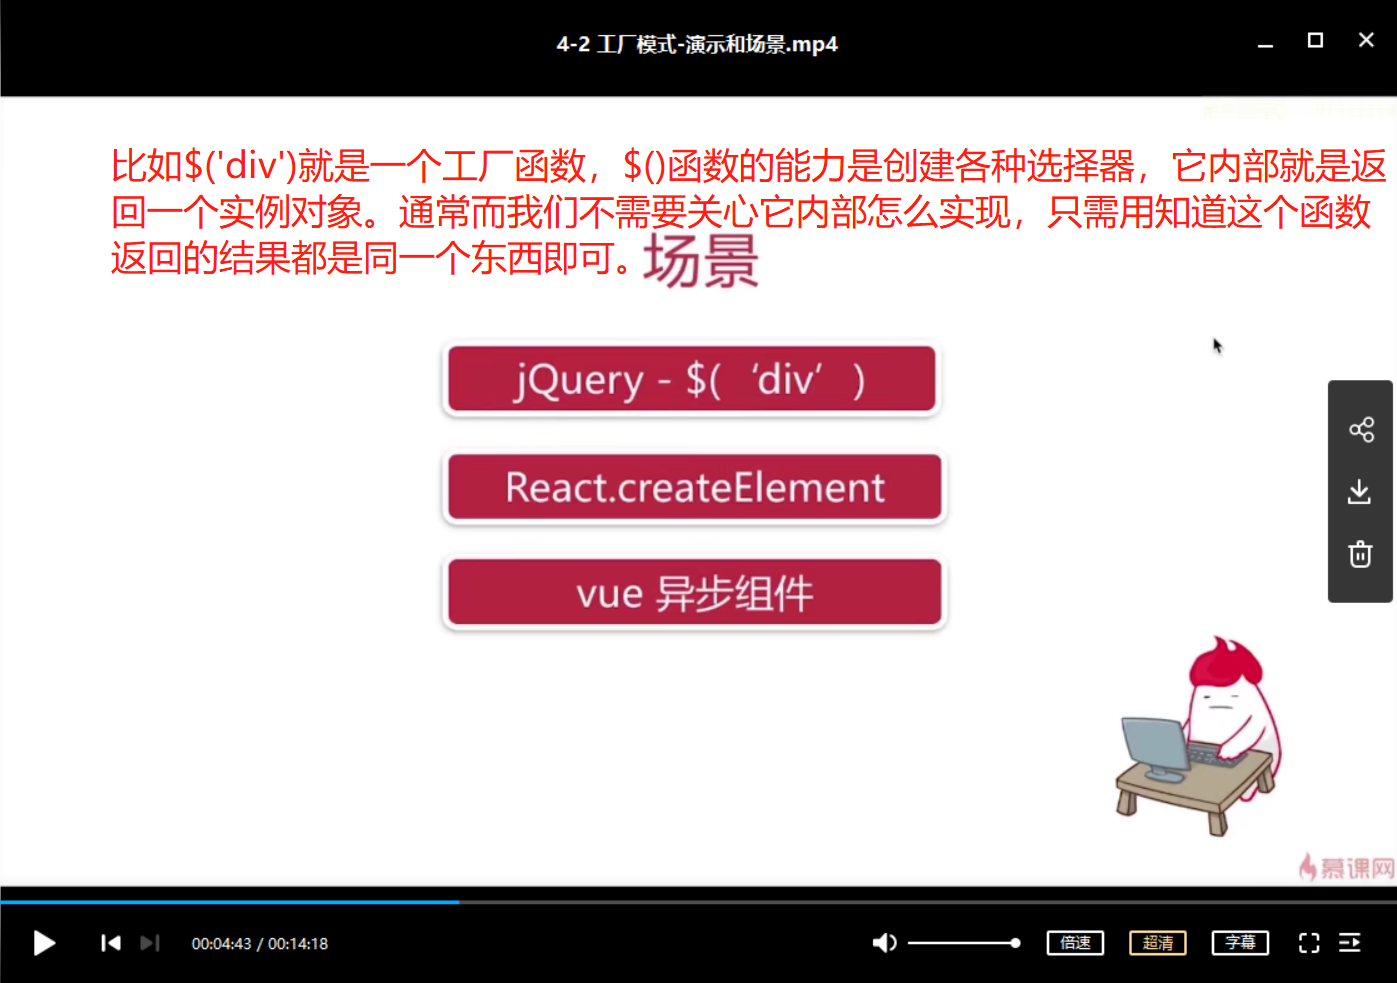 4-2 工厂模式-演示和场景.mp4
比如$('div')就是一个工厂函数，$()函数的能力是创建各种选择器，它内部就是返
回一个实例对象。通常而我们不需要关心它内部怎么实现，只需用知道这个函数
返回的结果都是同一个东西即可。
场景
jQuery - $(‘div’)
React.createElement
vue 异步组件
慕课网
00:04:43 / 00:14:18
倍速
超清
字幕